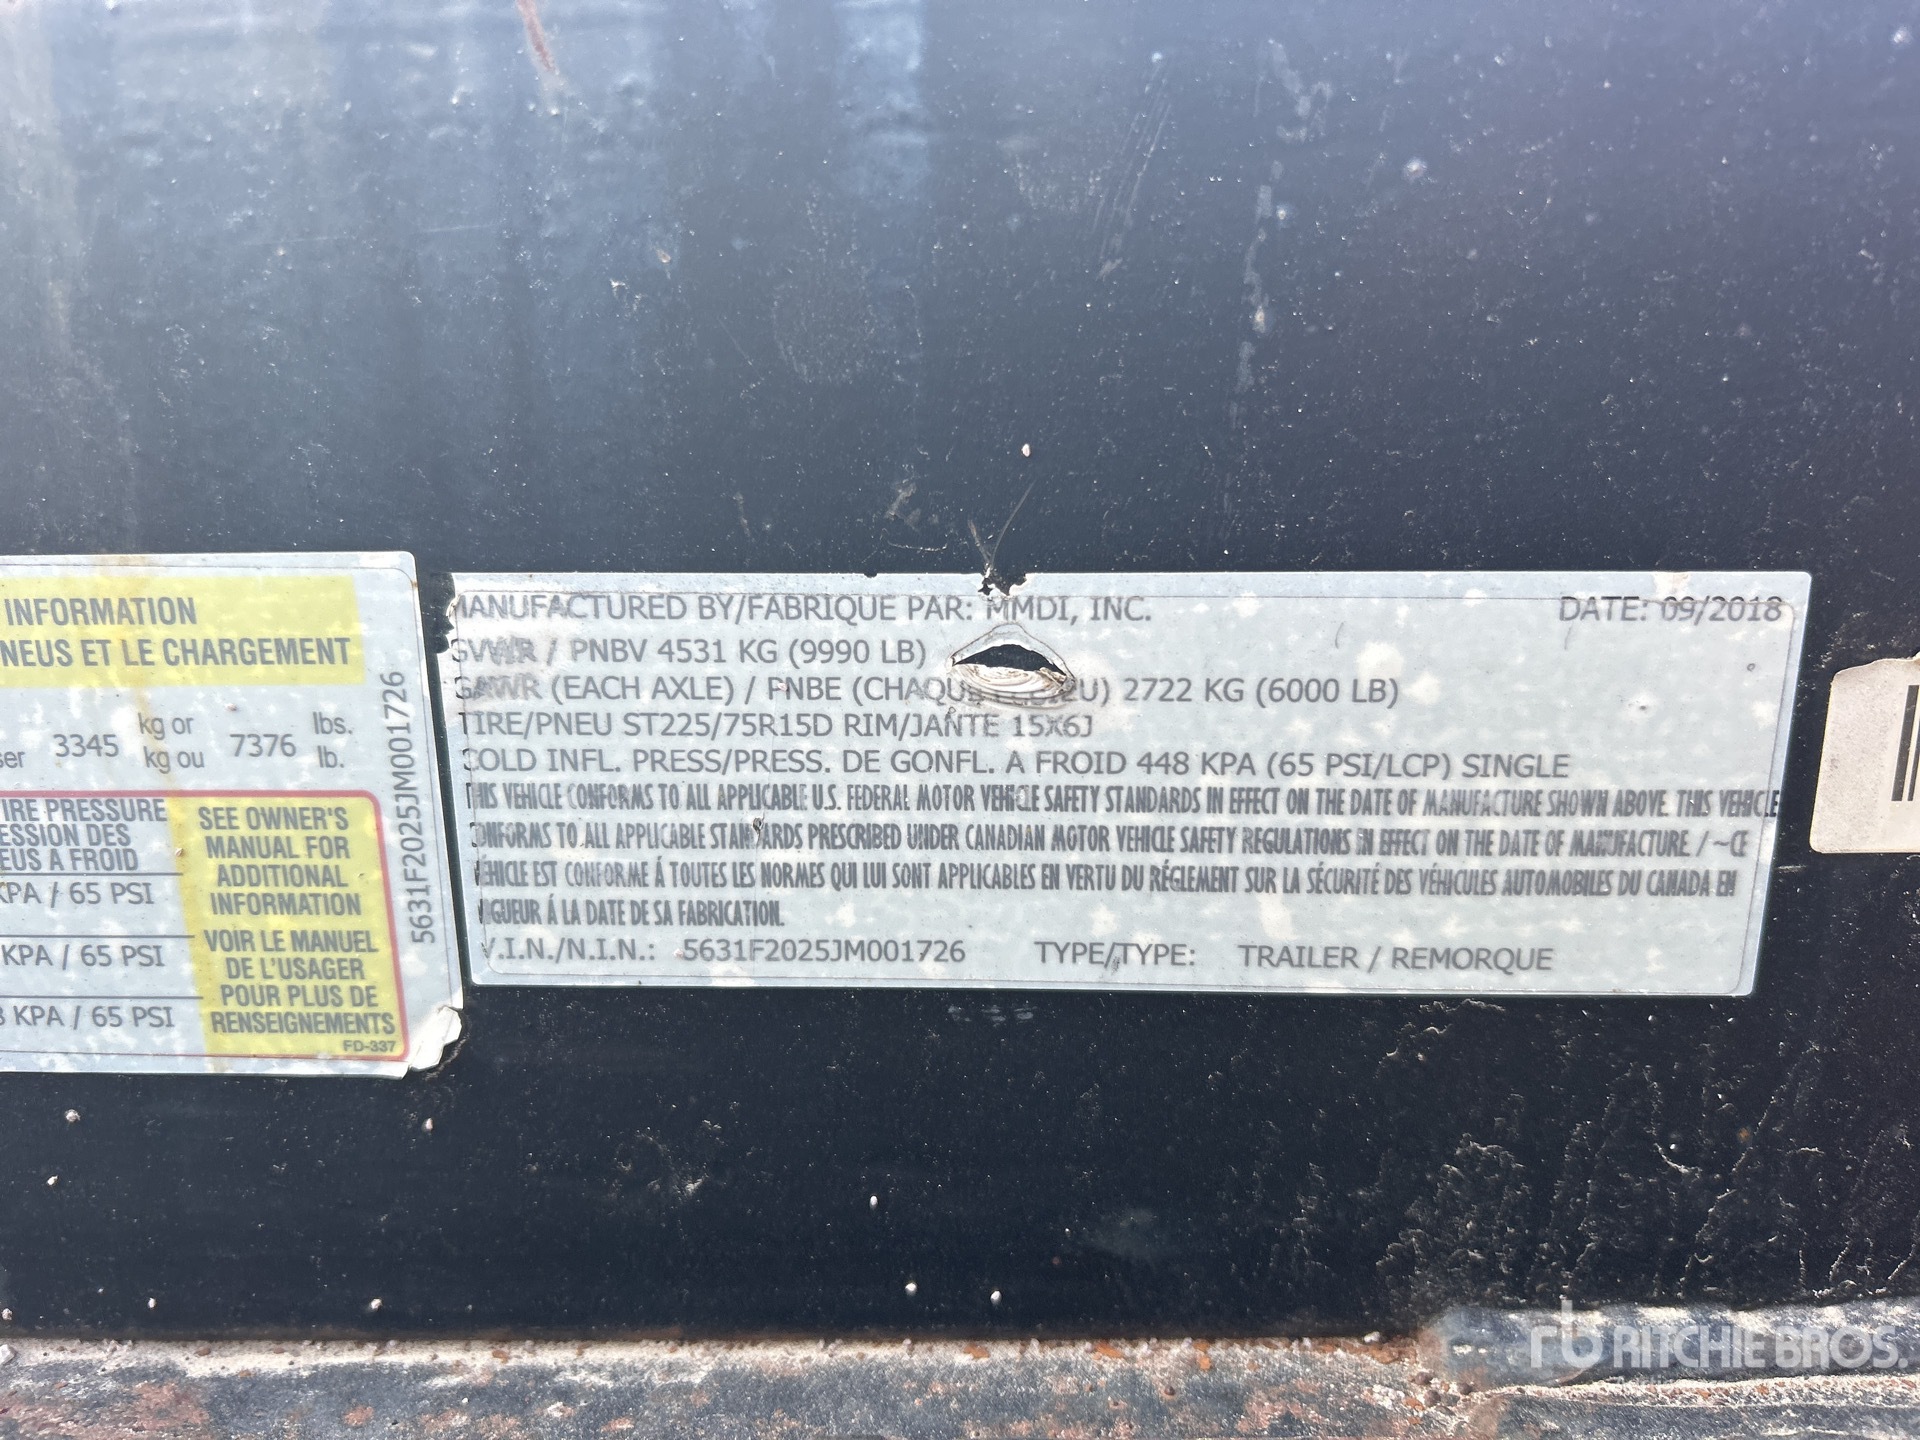 INFORMATION
NEUS ET LE CHARGEMENT
kg or lbs.
3345 7376
kg ou lb.
5631F2025JM001726
IRE PRESSURE
ESSION DES
EUS A FROID
KPA / 65 PSI
KPA / 65 PSI
KPA / 65 PSI
SEE OWNER'S
MANUAL FOR
ADDITIONAL
INFORMATION
VOIR LE MANUEL
DE L'USAGER
POUR PLUS DE
RENSEIGNEMENTS
FD-337
MANUFACTURED BY/FABRIQUE PAR: MMDI, INC. DATE: 09/2018
GVWR / PNBV 4531 KG (9990 LB)
GAWR (EACH AXLE) / PNBE (CHAQUE 2722 KG (6000 LB)
TIRE/PNEU ST225/75R15D RIM/JANTE 15X6J
COLD INFL. PRESS/PRESS. DE GONFL. A FROID 448 KPA (65 PSI/LCP) SINGLE
THIS VEHICLE CONFORMS TO ALL APPLICABLE U.S. FEDERAL MOTOR VEHICLE SAFETY STANDARDS IN EFFECT ON THE DATE OF MANUFACTURE SHOWN ABOVE. THIS VEHICLE
CONFORMS TO ALL APPLICABLE STANDARDS PRESCRIBED UNDER CANADIAN MOTOR VEHICLE SAFETY REGULATIONS IN EFFECT ON THE DATE OF MANUFACTURE / ~CE
VEHICLE EST CONFORME Á TOUTES LES NORMES QUI LUI SONT APPLICABLES EN VERTU DU RÉGLEMENT SUR LA SÉCURITÉ DES VÉHICULES AUTOMOBILES DU CANADA EN
VIGUEUR Á LA DATE DE SA FABRICATION.
V.I.N./N.I.N.: 5631F2025JM001726 TYPE/TYPE: TRAILER / REMORQUE
rb RITCHIE BROS.